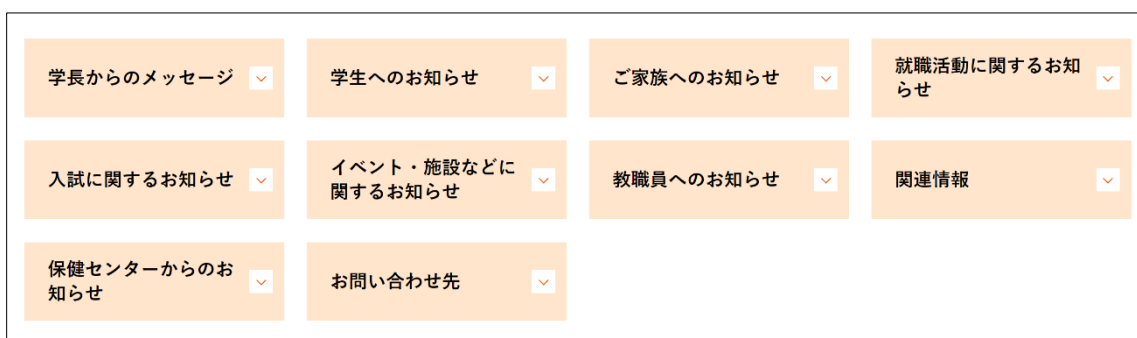 学長からのメッセージ
学生へのお知らせ
ご家族へのお知らせ
就職活動に関するお知
らせ
入試に関するお知らせ
イベント・施設などに
関するお知らせ
教職員へのお知らせ
関連情報
保健センターからのお
知らせ
お問い合わせ先